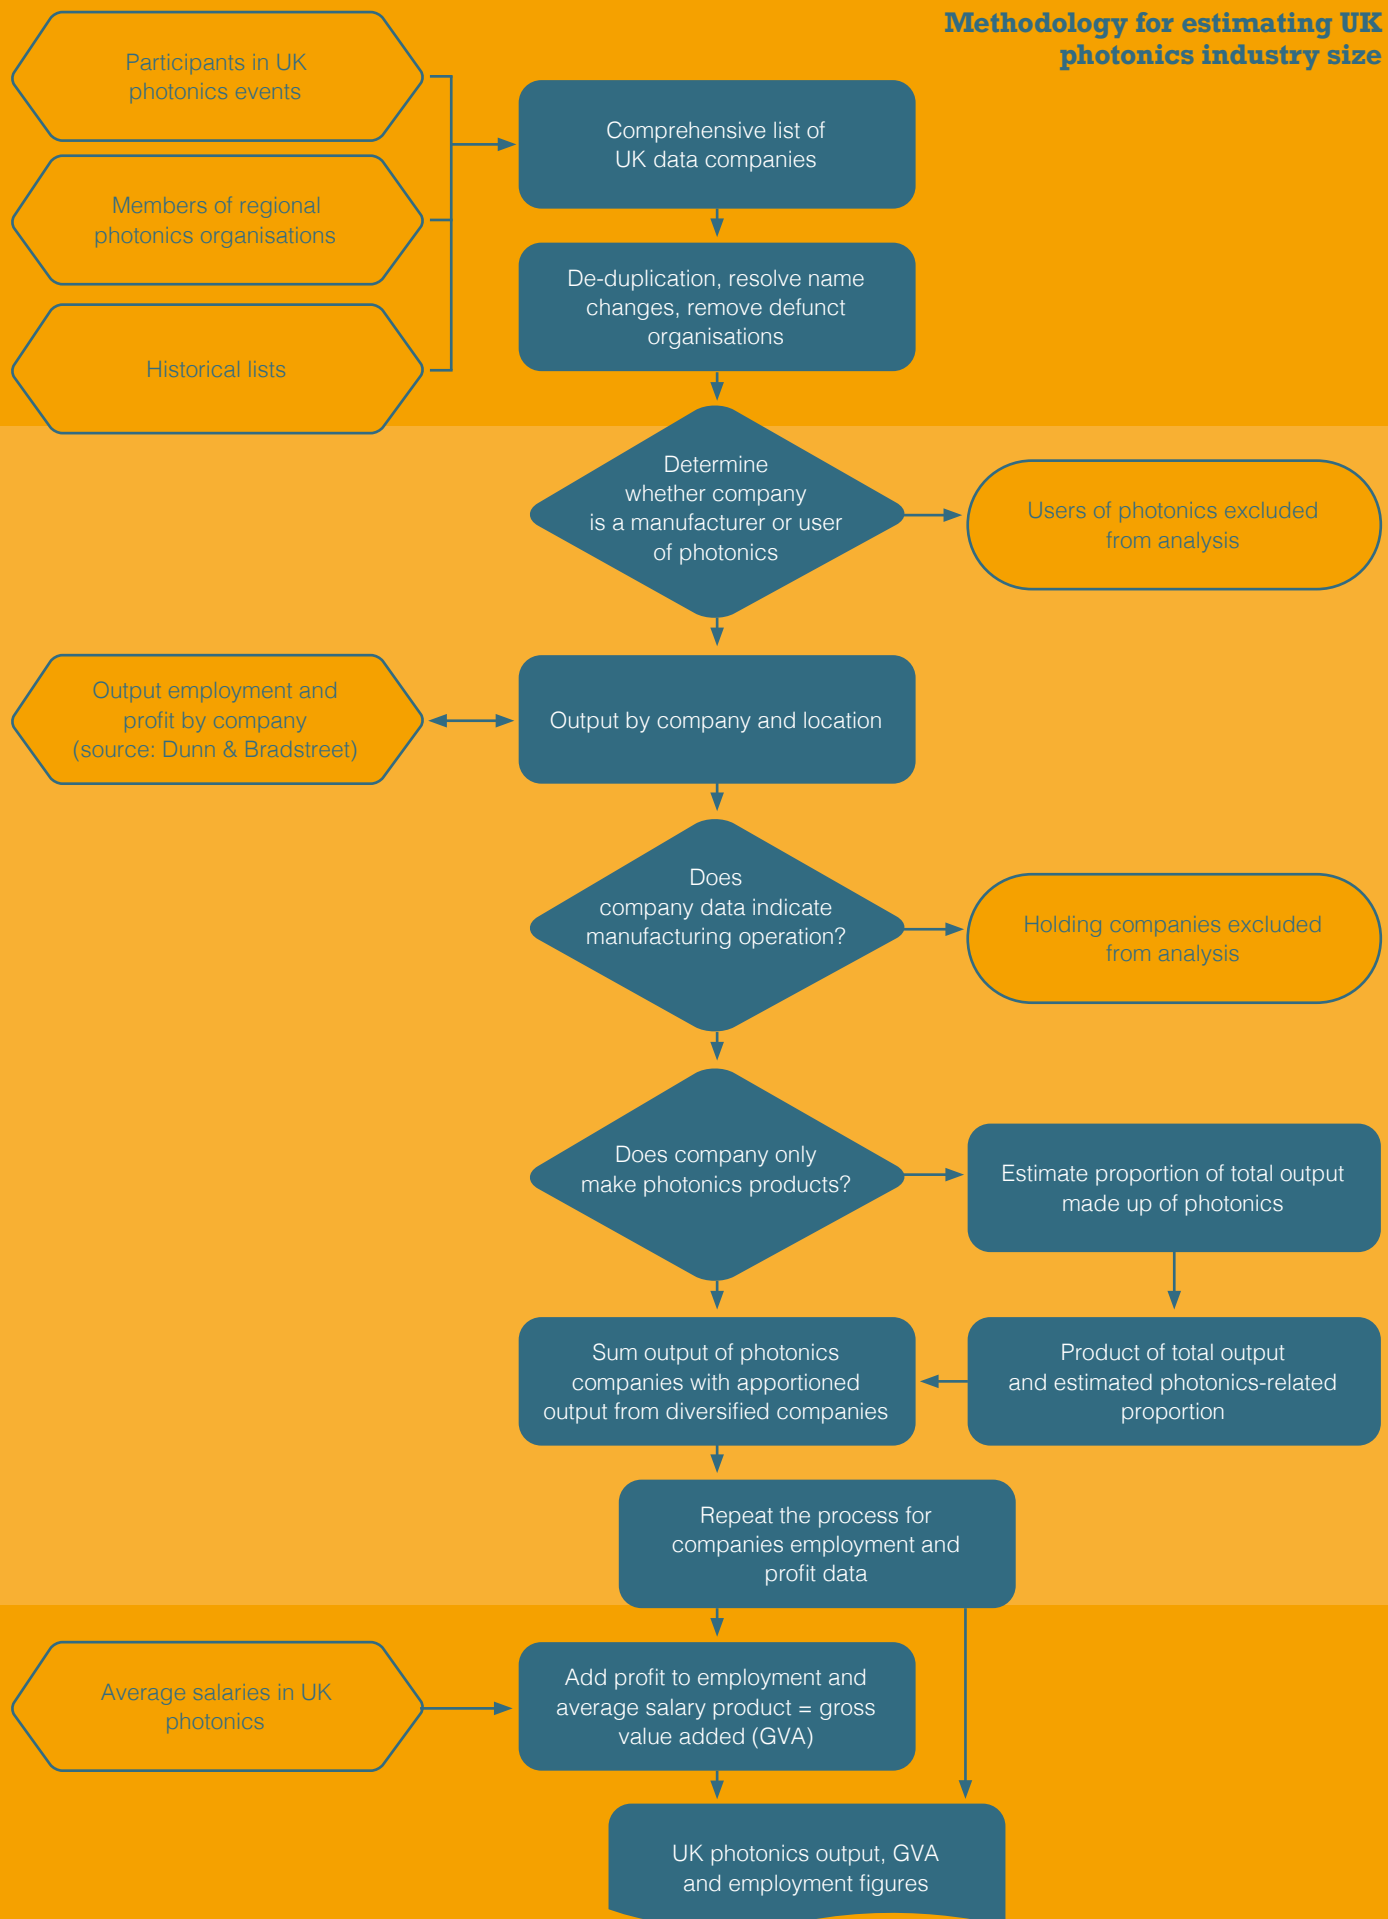 Methodology for estimating UK
photonics industry size
Participants in UK
photonics events
Members of regional
photonics organisations
Historical lists
Comprehensive list of
UK data companies
De-duplication, resolve name
changes, remove defunct
organisations
Determine
whether company
is a manufacturer or user
of photonics
Users of photonics excluded
from analysis
Output employment and
profit by company
(source: Dunn & Bradstreet)
Output by company and location
Does
company data indicate
manufacturing operation?
Holding companies excluded
from analysis
Does company only
make photonics products?
Estimate proportion of total output
made up of photonics
Product of total output
and estimated photonics-related
proportion
Sum output of photonics
companies with apportioned
output from diversified companies
Repeat the process for
companies employment and
profit data
Average salaries in UK
photonics
Add profit to employment and
average salary product = gross
value added (GVA)
UK photonics output, GVA
and employment figures